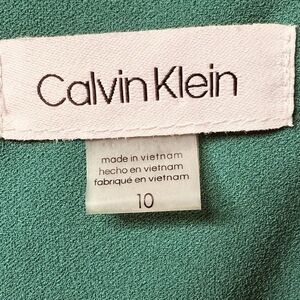 Calvin Klein
made in vietnam
hecho en vietnam
fabriqué en vietnam
10